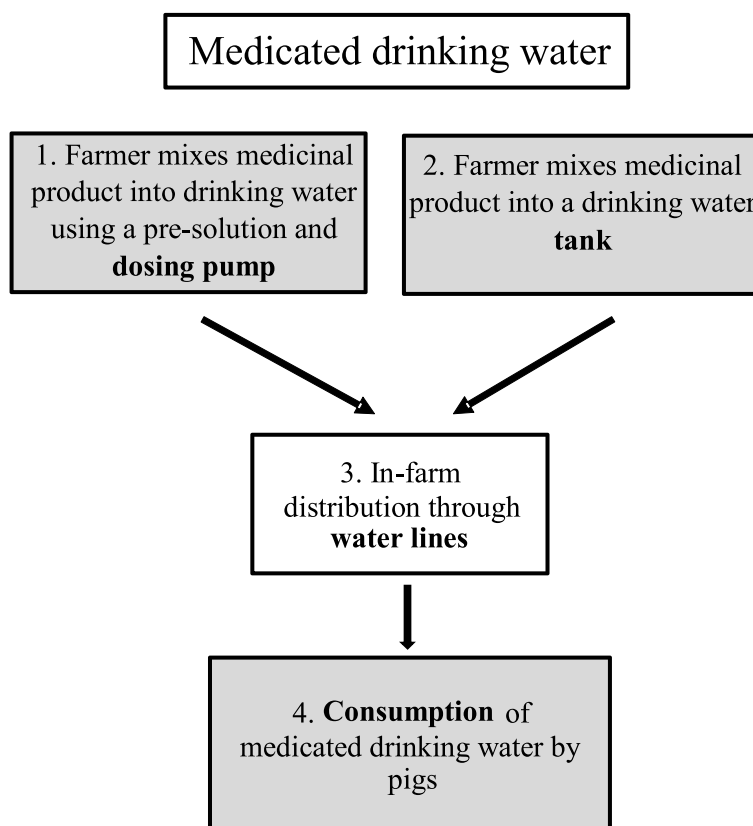 Medicated drinking water
1. Farmer mixes medicinal
product into drinking water
using a pre-solution and
dosing pump
2. Farmer mixes medicinal
product into a drinking water
tank
3. In-farm
distribution through
water lines
4. Consumption of
medicated drinking water by
pigs